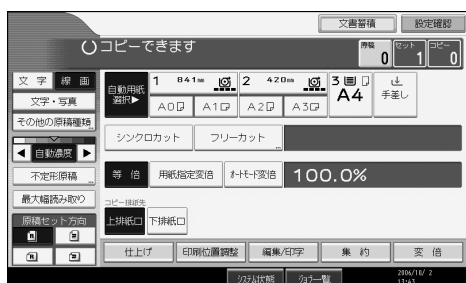 文書蓄積 設定確認
コピーできます
原稿 0 セット 1 コピー 0
文字 線画
文字・写真
その他の原稿種類
自動濃度
不定形原稿
最大幅読み取り
原稿セット方向
自動用紙選択▶
1 841mm
2 420mm
3
A4
手差し
A0 A1 A2 A3
シンクロカット フリーカット
等倍 用紙指定変倍 オートモード変倍 100.0%
コピー排紙先
上排紙口 下排紙口
仕上げ 印刷位置調整 編集/印字 集約 変倍
システム状態 ジョブ一覧
2006/10/ 2
13:43